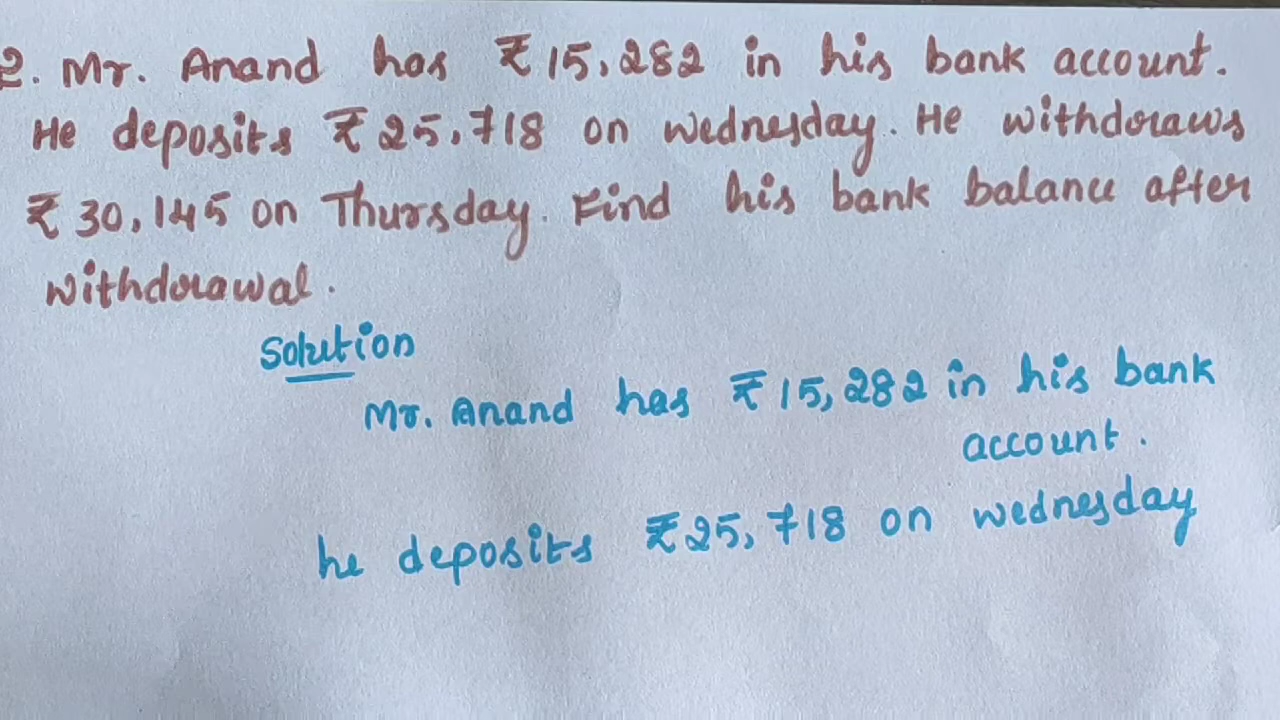 2. Mr. Anand has ₹15,282 in his bank account.
He deposits ₹25,718 on wednesday. He withdraws
₹30,145 on Thursday. Find his bank balance after
withdrawal.
Solution
Mr. Anand has ₹15,282 in his bank
account.
he deposits ₹25,718 on wednesday